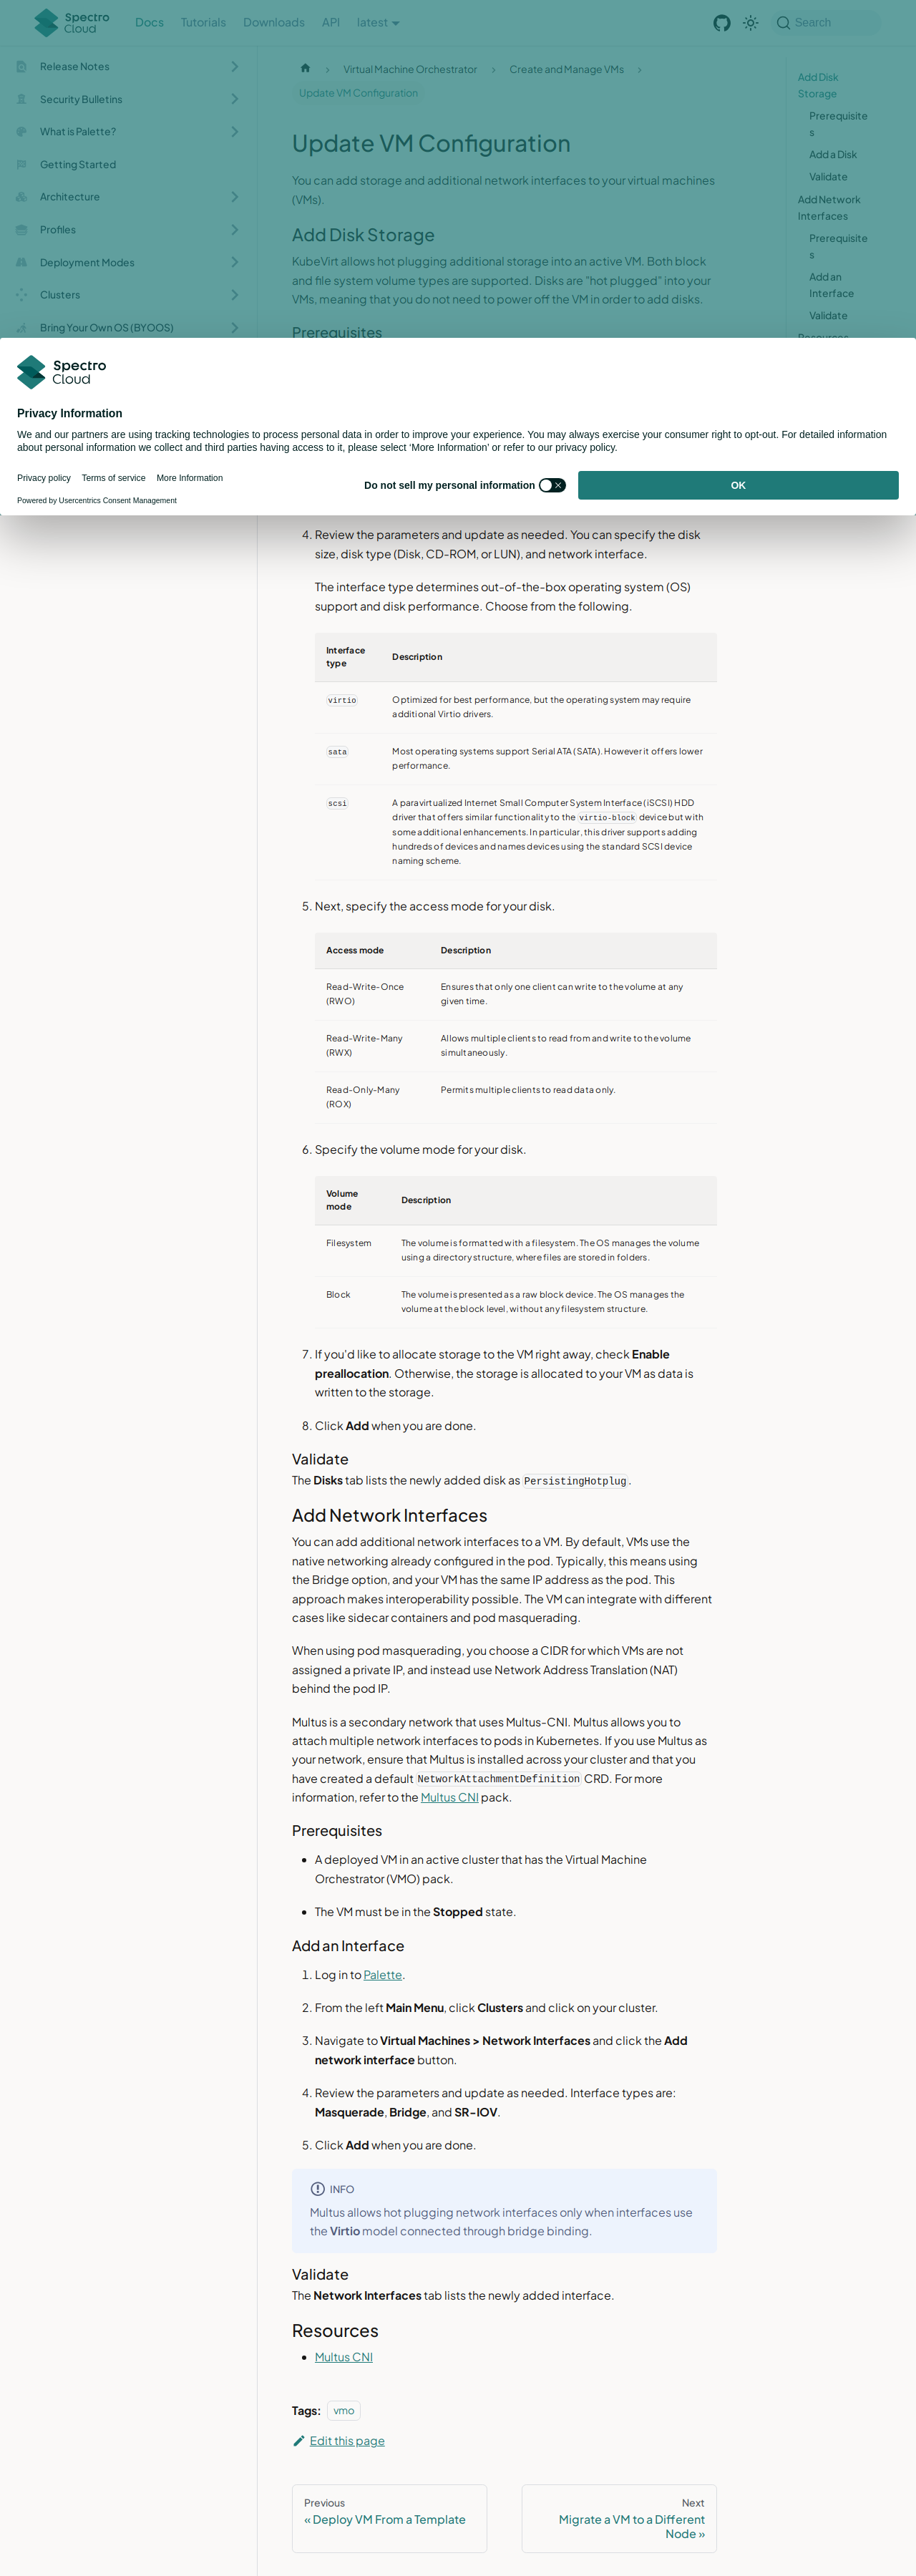 Spectro Cloud
Docs
Tutorials
Downloads
API
latest
Search
Release Notes
Security Bulletins
What is Palette?
Getting Started
Architecture
Profiles
Deployment Modes
Clusters
Bring Your Own OS (BYOOS)
Virtual Machine Orchestrator
Create and Manage VMs
Update VM Configuration
Update VM Configuration
You can add storage and additional network interfaces to your virtual machines
(VMs).
Add Disk Storage
KubeVirt allows hot plugging additional storage into an active VM. Both block
and file system volume types are supported. Disks are "hot plugged" into your
VMs, meaning that you do not need to power off the VM in order to add disks.
Prerequisites
Add Disk
Storage
Prerequisite
s
Add a Disk
Validate
Add Network
Interfaces
Prerequisite
s
Add an
Interface
Validate
Resources
Spectro
Cloud
Privacy Information
We and our partners are using tracking technologies to process personal data in order to improve your experience. You may always exercise your consumer right to opt-out. For detailed information
about personal information we collect and third parties having access to it, please select ‘More Information’ or refer to our privacy policy.
Privacy policy
Terms of service
More Information
Powered by Usercentrics Consent Management
Do not sell my personal information
OK
4. Review the parameters and update as needed. You can specify the disk
size, disk type (Disk, CD-ROM, or LUN), and network interface.
The interface type determines out-of-the-box operating system (OS)
support and disk performance. Choose from the following.
Interface
type
Description
virtio
Optimized for best performance, but the operating system may require
additional Virtio drivers.
sata
Most operating systems support Serial ATA (SATA). However it offers lower
performance.
scsi
A paravirtualized Internet Small Computer System Interface (iSCSI) HDD
driver that offers similar functionality to the virtio-block device but with
some additional enhancements. In particular, this driver supports adding
hundreds of devices and names devices using the standard SCSI device
naming scheme.
5. Next, specify the access mode for your disk.
Access mode
Description
Read-Write-Once
(RWO)
Ensures that only one client can write to the volume at any
given time.
Read-Write-Many
(RWX)
Allows multiple clients to read from and write to the volume
simultaneously.
Read-Only-Many
(ROX)
Permits multiple clients to read data only.
6. Specify the volume mode for your disk.
Volume
mode
Description
Filesystem
The volume is formatted with a filesystem. The OS manages the volume
using a directory structure, where files are stored in folders.
Block
The volume is presented as a raw block device. The OS manages the
volume at the block level, without any filesystem structure.
7. If you'd like to allocate storage to the VM right away, check Enable
preallocation. Otherwise, the storage is allocated to your VM as data is
written to the storage.
8. Click Add when you are done.
Validate
The Disks tab lists the newly added disk as PersistingHotplug.
Add Network Interfaces
You can add additional network interfaces to a VM. By default, VMs use the
native networking already configured in the pod. Typically, this means using
the Bridge option, and your VM has the same IP address as the pod. This
approach makes interoperability possible. The VM can integrate with different
cases like sidecar containers and pod masquerading.
When using pod masquerading, you choose a CIDR for which VMs are not
assigned a private IP, and instead use Network Address Translation (NAT)
behind the pod IP.
Multus is a secondary network that uses Multus-CNI. Multus allows you to
attach multiple network interfaces to pods in Kubernetes. If you use Multus as
your network, ensure that Multus is installed across your cluster and that you
have created a default NetworkAttachmentDefinition CRD. For more
information, refer to the Multus CNI pack.
Prerequisites
• A deployed VM in an active cluster that has the Virtual Machine
Orchestrator (VMO) pack.
• The VM must be in the Stopped state.
Add an Interface
1. Log in to Palette.
2. From the left Main Menu, click Clusters and click on your cluster.
3. Navigate to Virtual Machines > Network Interfaces and click the Add
network interface button.
4. Review the parameters and update as needed. Interface types are:
Masquerade, Bridge, and SR-IOV.
5. Click Add when you are done.
INFO
Multus allows hot plugging network interfaces only when interfaces use
the Virtio model connected through bridge binding.
Validate
The Network Interfaces tab lists the newly added interface.
Resources
• Multus CNI
Tags: vmo
Edit this page
Previous
« Deploy VM From a Template
Next
Migrate a VM to a Different
Node »